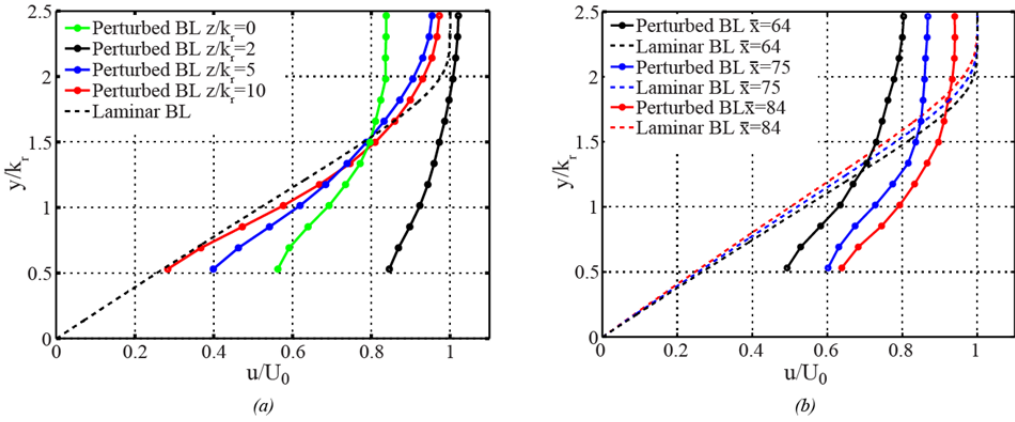 2.5
2
1.5
1
0.5
0
y/k_r
Perturbed BL z/k_r=0
Perturbed BL z/k_r=2
Perturbed BL z/k_r=5
Perturbed BL z/k_r=10
Laminar BL
0 0.2 0.4 0.6 0.8 1
u/U_0
(a)
2.5
2
1.5
1
0.5
0
y/k_r
Perturbed BL x̄=64
Laminar BL x̄=64
Perturbed BL x̄=75
Laminar BL x̄=75
Perturbed BLx̄=84
Laminar BL x̄=84
0 0.2 0.4 0.6 0.8 1
u/U_0
(b)